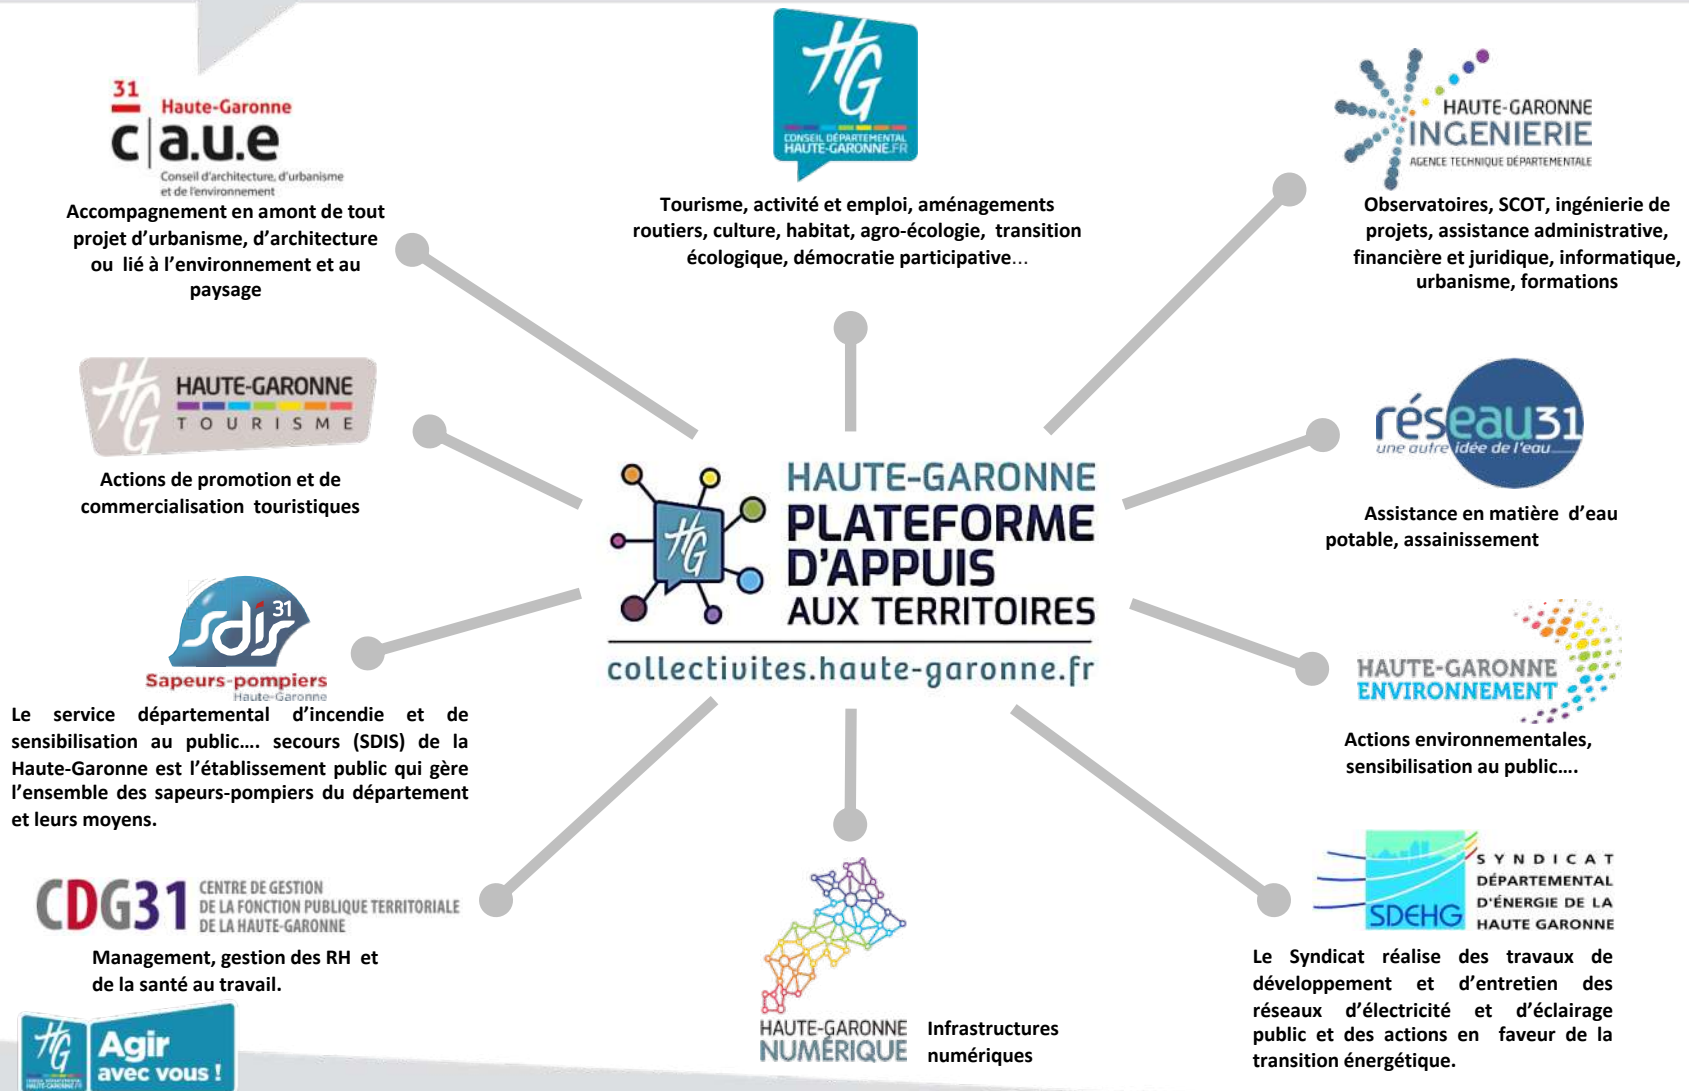 31
Haute-Garonne
c|a.u.e
Conseil d'architecture, d'urbanisme
et de l'environnement
Accompagnement en amont de tout
projet d'urbanisme, d'architecture
ou lié à l'environnement et au
paysage
HG
CONSEIL DÉPARTEMENTAL
HAUTE-GARONNE.FR
Tourisme, activité et emploi, aménagements
routiers, culture, habitat, agro-écologie, transition
écologique, démocratie participative...
HAUTE-GARONNE
INGENIERIE
AGENCE TECHNIQUE DÉPARTEMENTALE
Observatoires, SCOT, ingénierie de
projets, assistance administrative,
financière et juridique, informatique,
urbanisme, formations
HG
HAUTE-GARONNE
TOURISME
Actions de promotion et de
commercialisation touristiques
réseau31
une autre idée de l'eau
Assistance en matière d'eau
potable, assainissement
HG
HAUTE-GARONNE
PLATEFORME
D'APPUIS
AUX TERRITOIRES
collectivites.haute-garonne.fr
sdis 31
Sapeurs-pompiers
Haute-Garonne
Le service départemental d'incendie et de
sensibilisation au public.... secours (SDIS) de la
Haute-Garonne est l'établissement public qui gère
l'ensemble des sapeurs-pompiers du département
et leurs moyens.
HAUTE-GARONNE
ENVIRONNEMENT
Actions environnementales,
sensibilisation au public....
CDG31
CENTRE DE GESTION
DE LA FONCTION PUBLIQUE TERRITORIALE
DE LA HAUTE-GARONNE
Management, gestion des RH et
de la santé au travail.
HAUTE-GARONNE
NUMÉRIQUE
Infrastructures
numériques
SDEHG
SYNDICAT
DÉPARTEMENTAL
D'ÉNERGIE DE LA
HAUTE GARONNE
Le Syndicat réalise des travaux de
développement et d'entretien des
réseaux d'électricité et d'éclairage
public et des actions en faveur de la
transition énergétique.
HG
CONSEIL DÉPARTEMENTAL
HAUTE-GARONNE.FR
Agir
avec vous !